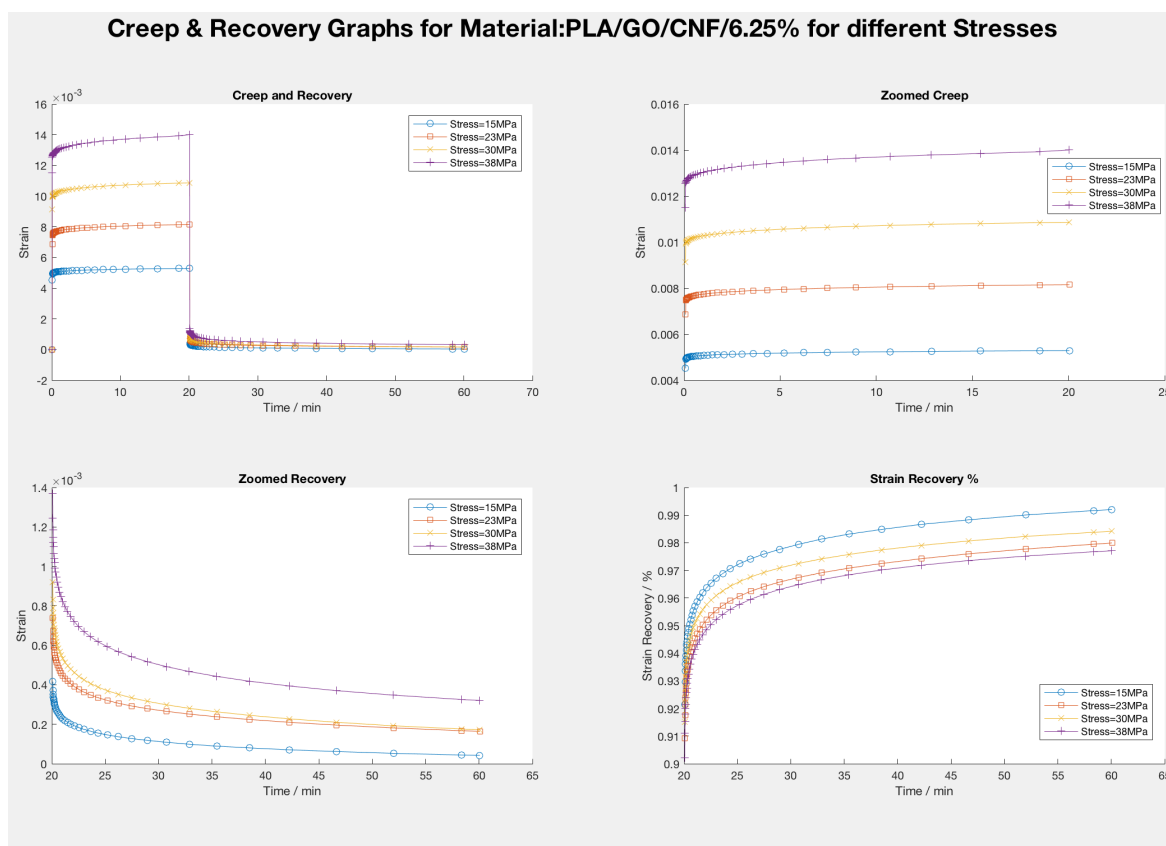 Creep & Recovery Graphs for Material:PLA/GO/CNF/6.25% for different Stresses
Creep and Recovery
×10-3
16
14
12
10
8
6
4
2
0
-2
Strain
0
10
20
30
40
50
60
70
Time / min
Stress=15MPa
Stress=23MPa
Stress=30MPa
Stress=38MPa
Zoomed Creep
0.016
0.014
0.012
0.01
0.008
0.006
0.004
Strain
0
5
10
15
20
25
Time / min
Stress=15MPa
Stress=23MPa
Stress=30MPa
Stress=38MPa
Zoomed Recovery
×10-3
1.4
1.2
1
0.8
0.6
0.4
0.2
0
Strain
20
25
30
35
40
45
50
55
60
65
Time / min
Stress=15MPa
Stress=23MPa
Stress=30MPa
Stress=38MPa
Strain Recovery %
1
0.99
0.98
0.97
0.96
0.95
0.94
0.93
0.92
0.91
0.9
Strain Recovery / %
20
25
30
35
40
45
50
55
60
Time / min
Stress=15MPa
Stress=23MPa
Stress=30MPa
Stress=38MPa